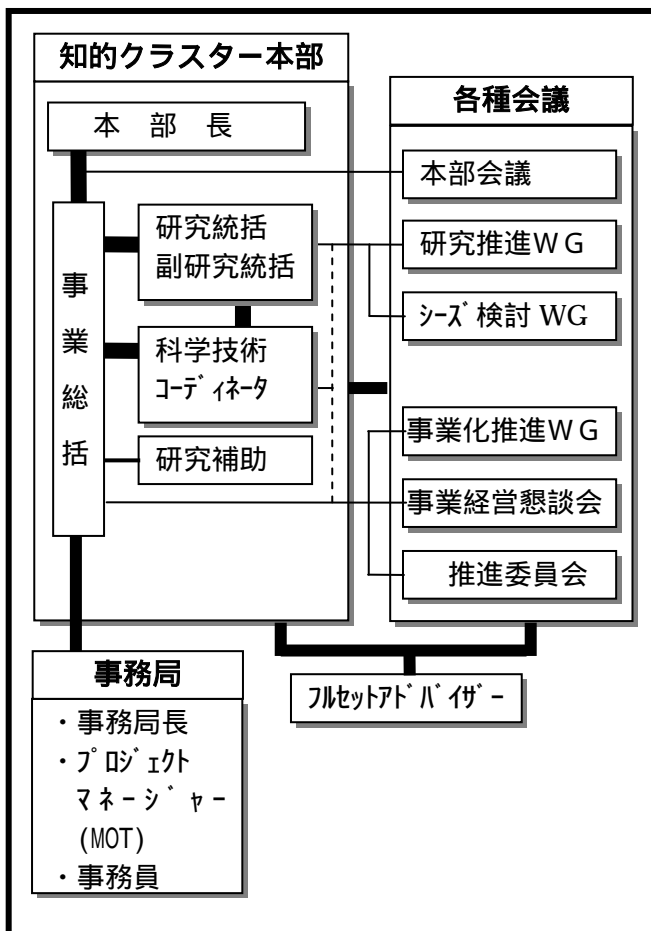 知的クラスター本部
本 部 長
事業総括
研究統括
副研究統括
科学技術
ｺｰﾃﾞｨﾈｰﾀ
研究補助
各種会議
本部会議
研究推進ＷＧ
ｼｰｽﾞ検討 WG
事業化推進ＷＧ
事業経営懇談会
推進委員会
事務局
・事務局長
・ﾌﾟﾛｼﾞｪｸﾄ
マネｰシﾞャｰ
(MOT)
・事務員
ﾌﾙｾｯﾄｱﾄﾞﾊﾞｲｻﾞｰ